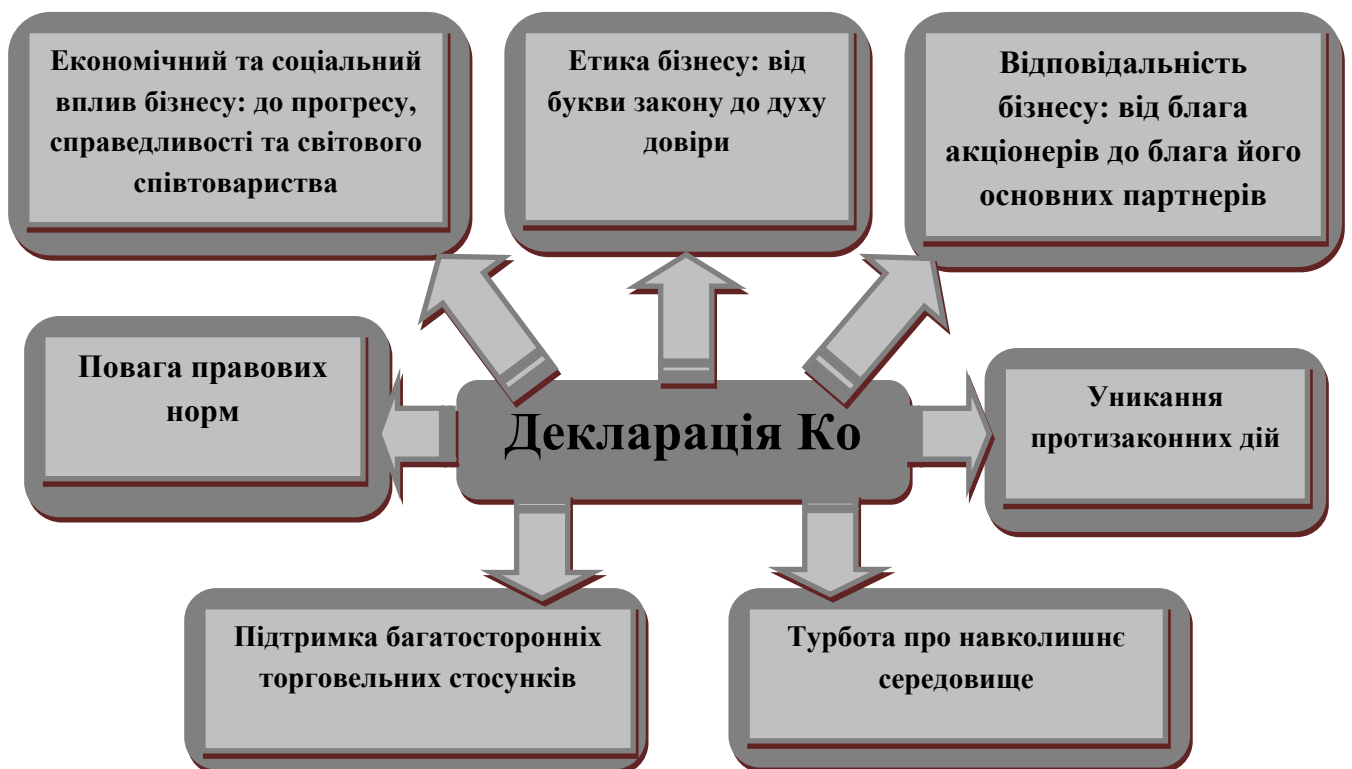 Економічний та соціальний
вплив бізнесу: до прогресу,
справедливості та світового
співтовариства
Етика бізнесу: від
букви закону до духу
довіри
Відповідальність
бізнесу: від блага
акціонерів до блага його
основних партнерів
Повага правових
норм
Декларація Ко
Уникання
протизаконних дій
Підтримка багатосторонніх
торговельних стосунків
Турбота про навколишнє
середовище